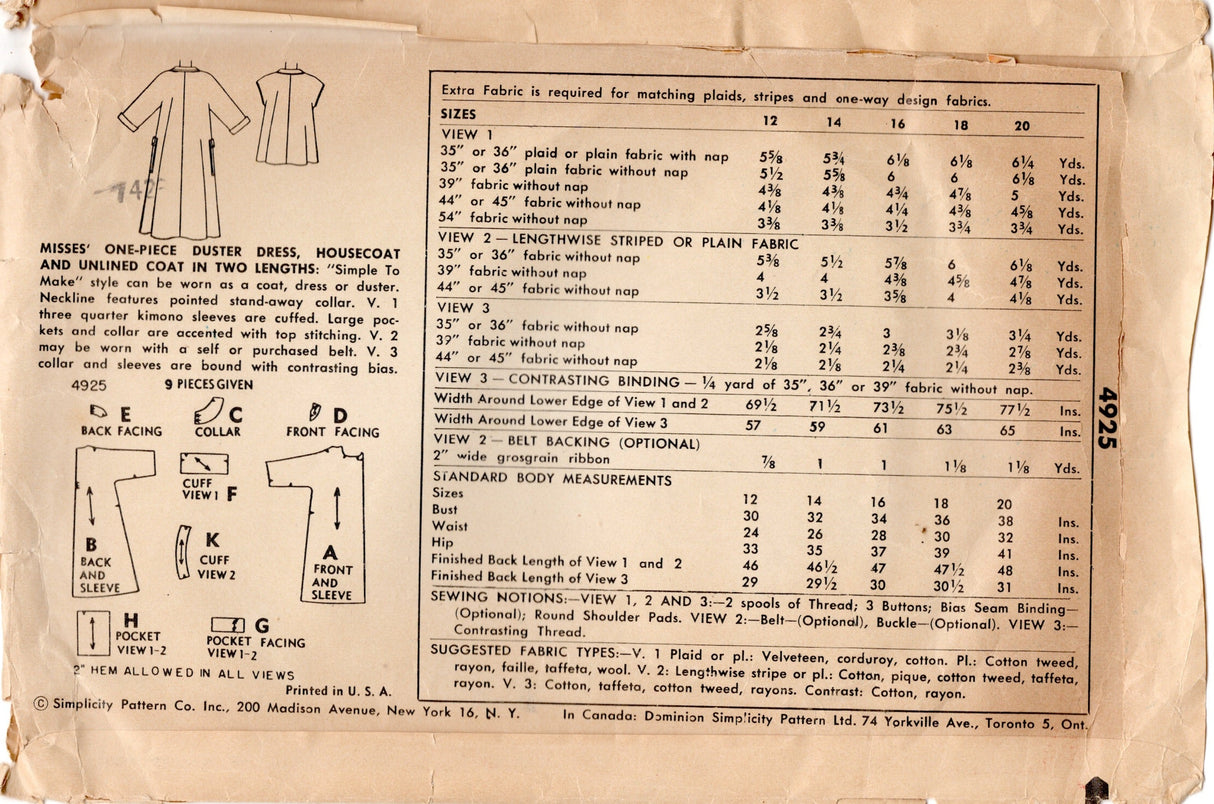 MISSES' ONE-PIECE DUSTER DRESS, HOUSECOAT
AND UNLINED COAT IN TWO LENGTHS: "Simple To
Make" style can be worn as a coat, dress or duster.
Neckline features pointed stand-away collar. V. 1
three quarter kimono sleeves are cuffed. Large poc-
kets and collar are accented with top stitching. V. 2
may be worn with a self or purchased belt. V. 3
collar and sleeves are bound with contrasting bias.
4925 9 PIECES GIVEN
E BACK FACING
C COLLAR
D FRONT FACING
B BACK AND SLEEVE
CUFF VIEW 1 F
K CUFF VIEW 2
A FRONT AND SLEEVE
H POCKET VIEW 1-2
G POCKET FACING VIEW 1-2
2" HEM ALLOWED IN ALL VIEWS
Printed in U. S. A.
Extra Fabric is required for matching plaids, stripes and one-way design fabrics.
SIZES 12 14 16 18 20
VIEW 1
35" or 36" plaid or plain fabric with nap 5⅝ 5¾ 6⅛ 6⅛ 6¼ Yds.
35" or 36" plain fabric without nap 5½ 5⅝ 6 6 6⅛ Yds.
39" fabric without nap 4⅜ 4⅜ 4¾ 4⅞ 5 Yds.
44" or 45" fabric without nap 4⅛ 4⅛ 4¼ 4⅜ 4⅝ Yds.
54" fabric without nap 3⅜ 3⅜ 3½ 3¾ 3¾ Yds.
VIEW 2 — LENGTHWISE STRIPED OR PLAIN FABRIC
35" or 36" fabric without nap 5⅜ 5½ 5⅞ 6 6⅛ Yds.
39" fabric without nap 4 4 4⅜ 4⅝ 4⅞ Yds.
44" or 45" fabric without nap 3½ 3½ 3⅝ 4 4⅛ Yds.
VIEW 3
35" or 36" fabric without nap 2⅝ 2¾ 3 3⅛ 3¼ Yds.
39" fabric without nap 2⅛ 2¼ 2⅜ 2¾ 2⅞ Yds.
44" or 45" fabric without nap 2⅛ 2⅛ 2¼ 2¼ 2⅜ Yds.
VIEW 3 — CONTRASTING BINDING — ¼ yard of 35", 36" or 39" fabric without nap.
Width Around Lower Edge of View 1 and 2 69½ 71½ 73½ 75½ 77½ Ins.
Width Around Lower Edge of View 3 57 59 61 63 65 Ins.
VIEW 2 — BELT BACKING (OPTIONAL)
2" wide grosgrain ribbon ⅞ 1 1 1⅛ 1⅛ Yds.
STANDARD BODY MEASUREMENTS
Sizes 12 14 16 18 20
Bust 30 32 34 36 38 Ins.
Waist 24 26 28 30 32 Ins.
Hip 33 35 37 39 41 Ins.
Finished Back Length of View 1 and 2 46 46½ 47 47½ 48 Ins.
Finished Back Length of View 3 29 29½ 30 30½ 31 Ins.
SEWING NOTIONS:—VIEW 1, 2 AND 3:—2 spools of Thread; 3 Buttons; Bias Seam Binding—
(Optional); Round Shoulder Pads. VIEW 2:—Belt—(Optional), Buckle—(Optional). VIEW 3:—
Contrasting Thread.
SUGGESTED FABRIC TYPES:—V. 1 Plaid or pl.: Velveteen, corduroy, cotton. Pl.: Cotton tweed,
rayon, faille, taffeta, wool. V. 2: Lengthwise stripe or pl.: Cotton, pique, cotton tweed, taffeta,
rayon. V. 3: Cotton, taffeta, cotton tweed, rayons. Contrast: Cotton, rayon.
4925
© Simplicity Pattern Co. Inc., 200 Madison Avenue, New York 16, N. Y. In Canada: Dominion Simplicity Pattern Ltd. 74 Yorkville Ave., Toronto 5, Ont.